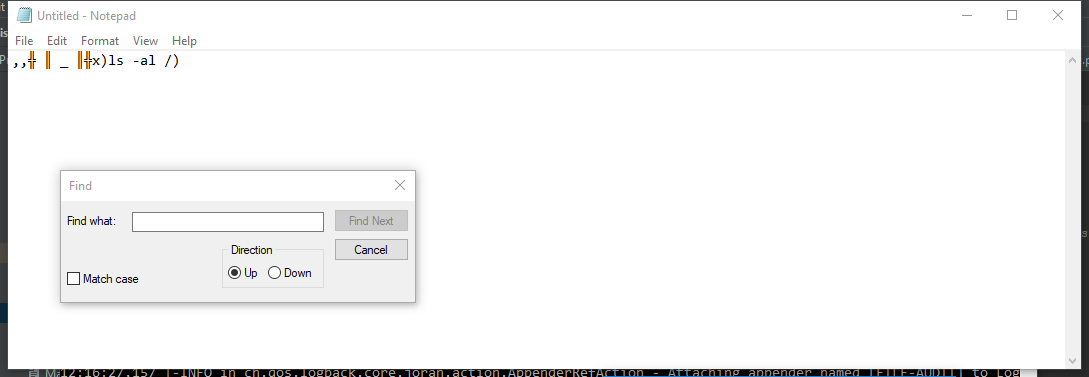 Untitled - Notepad
File Edit Format View Help
,,╬ ║ _ ║╬x)ls -al /)
Find
Find what:
Find Next
Direction
Cancel
Up Down
Match case
12:16:27,157 |-INFO in ch.qos.logback.core.joran.action.AppenderRefAction - Attaching appender named [FILE-AUDIT] to Log